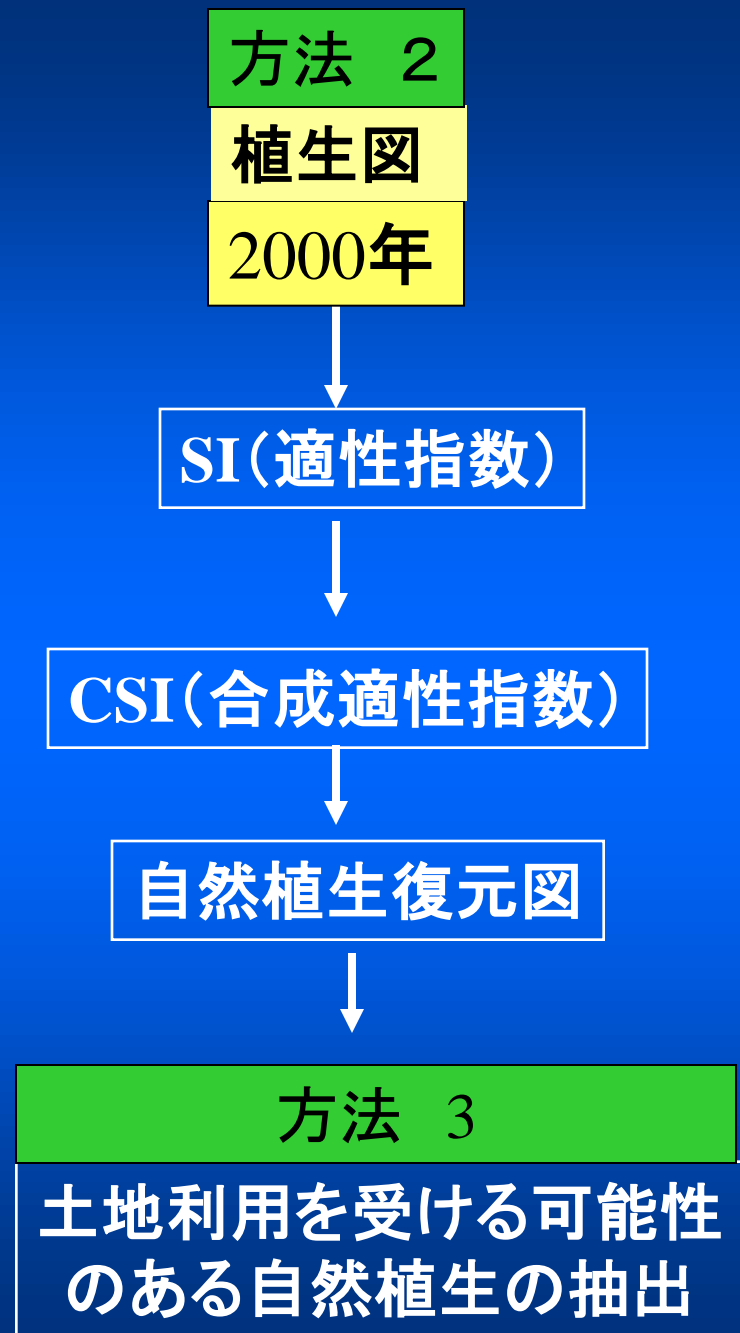 方法　２
植生図
2000年
SI（適性指数）
CSI（合成適性指数）
自然植生復元図
方法　3
土地利用を受ける可能性
のある自然植生の抽出